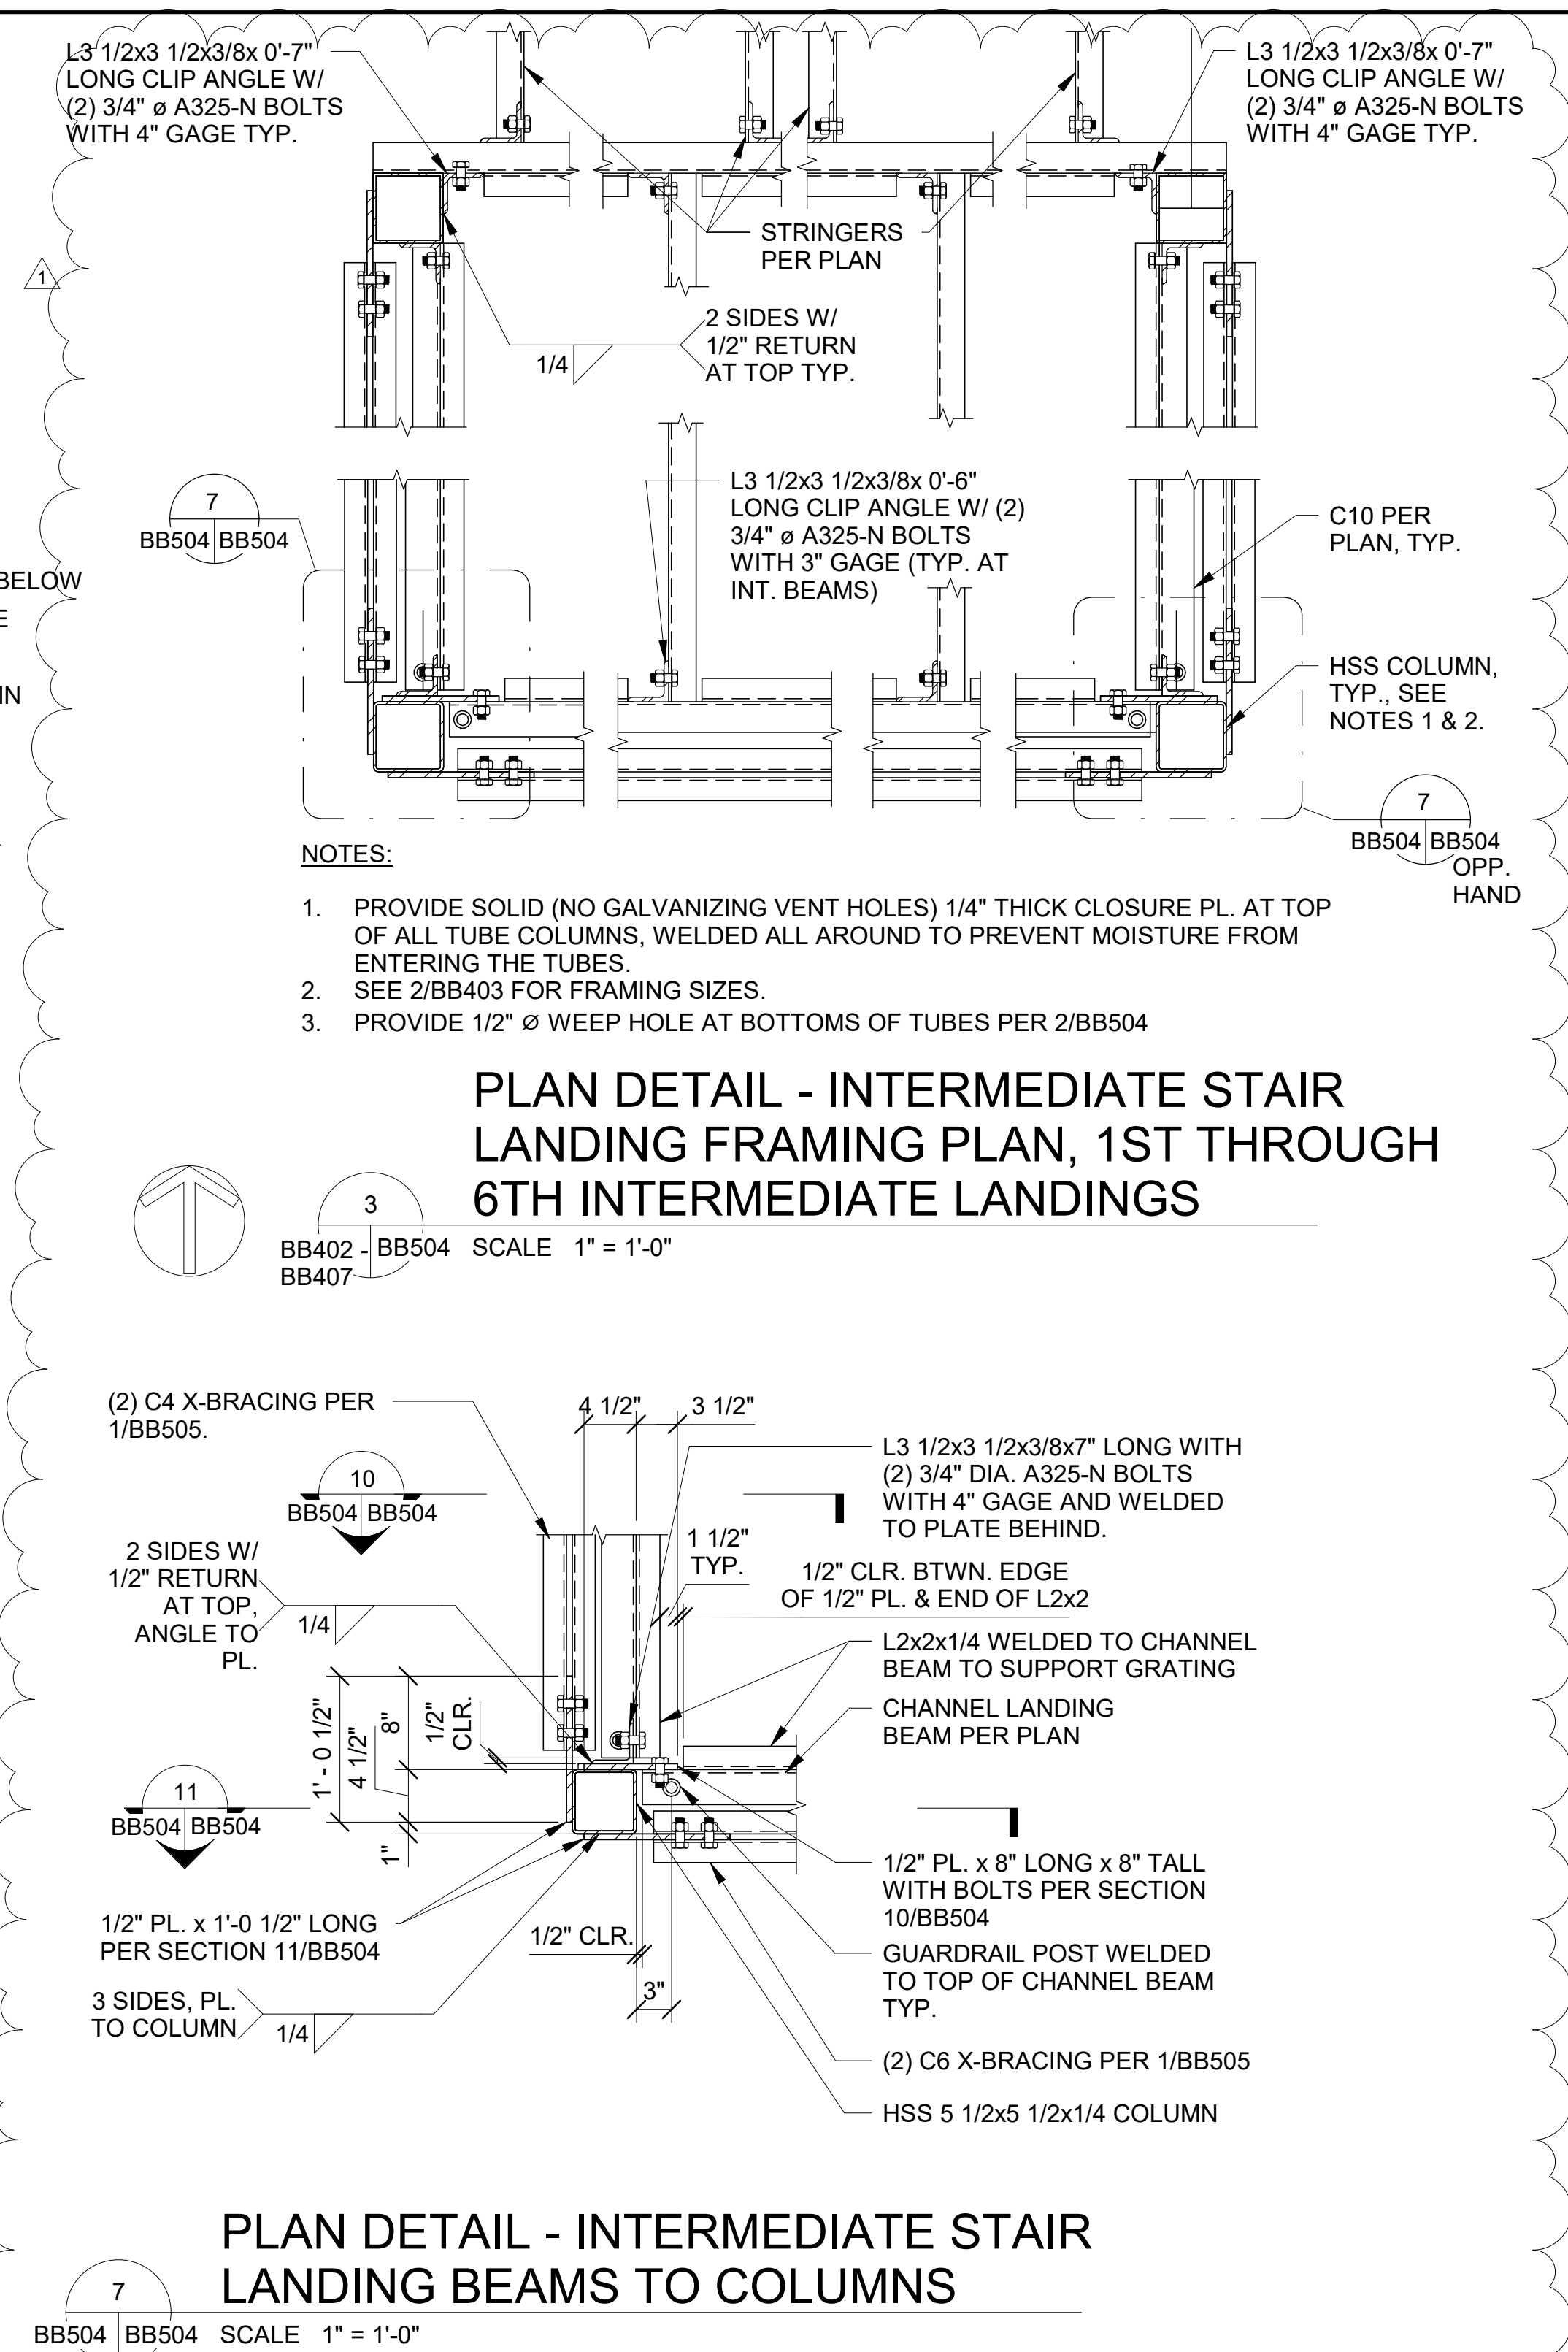 L3 1/2x3 1/2x3/8x 0'-7"
LONG CLIP ANGLE W/
(2) 3/4" ø A325-N BOLTS
WITH 4" GAGE TYP.
L3 1/2x3 1/2x3/8x 0'-7"
LONG CLIP ANGLE W/
(2) 3/4" ø A325-N BOLTS
WITH 4" GAGE TYP.
STRINGERS
PER PLAN
1
2 SIDES W/
1/2" RETURN
AT TOP TYP.
1/4
L3 1/2x3 1/2x3/8x 0'-6"
LONG CLIP ANGLE W/ (2)
3/4" ø A325-N BOLTS
WITH 3" GAGE (TYP. AT
INT. BEAMS)
7
BB504 BB504
C10 PER
PLAN, TYP.
BELOW
E
IN
HSS COLUMN,
TYP., SEE
NOTES 1 & 2.
7
BB504 BB504
OPP.
HAND
NOTES:
1. PROVIDE SOLID (NO GALVANIZING VENT HOLES) 1/4" THICK CLOSURE PL. AT TOP
OF ALL TUBE COLUMNS, WELDED ALL AROUND TO PREVENT MOISTURE FROM
ENTERING THE TUBES.
2. SEE 2/BB403 FOR FRAMING SIZES.
3. PROVIDE 1/2" Ø WEEP HOLE AT BOTTOMS OF TUBES PER 2/BB504
PLAN DETAIL - INTERMEDIATE STAIR
LANDING FRAMING PLAN, 1ST THROUGH
6TH INTERMEDIATE LANDINGS
3
BB402 - BB504
BB407
SCALE 1" = 1'-0"
(2) C4 X-BRACING PER
1/BB505.
4 1/2"
3 1/2"
L3 1/2x3 1/2x3/8x7" LONG WITH
(2) 3/4" DIA. A325-N BOLTS
WITH 4" GAGE AND WELDED
TO PLATE BEHIND.
10
BB504 BB504
2 SIDES W/
1/2" RETURN
AT TOP,
ANGLE TO
PL.
1/4
1 1/2"
TYP.
1/2" CLR. BTWN. EDGE
OF 1/2" PL. & END OF L2x2
L2x2x1/4 WELDED TO CHANNEL
BEAM TO SUPPORT GRATING
CHANNEL LANDING
BEAM PER PLAN
1' - 0 1/2"
4 1/2"
8"
1/2"
CLR.
1"
11
BB504 BB504
1/2" PL. x 8" LONG x 8" TALL
WITH BOLTS PER SECTION
10/BB504
1/2" PL. x 1'-0 1/2" LONG
PER SECTION 11/BB504
1/2" CLR.
3"
GUARDRAIL POST WELDED
TO TOP OF CHANNEL BEAM
TYP.
3 SIDES, PL.
TO COLUMN
1/4
(2) C6 X-BRACING PER 1/BB505
HSS 5 1/2x5 1/2x1/4 COLUMN
PLAN DETAIL - INTERMEDIATE STAIR
LANDING BEAMS TO COLUMNS
7
BB504 BB504
SCALE 1" = 1'-0"